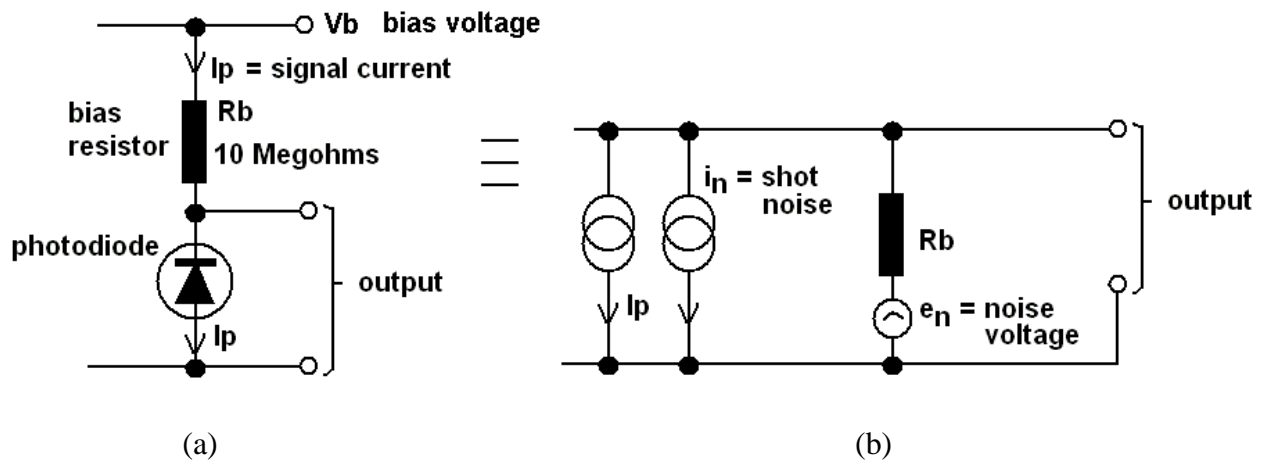 Vb bias voltage
Ip = signal current
bias
resistor
Rb
10 Megohms
photodiode
output
Ip
in = shot
noise
Ip
Rb
en = noise
voltage
output
(a)
(b)